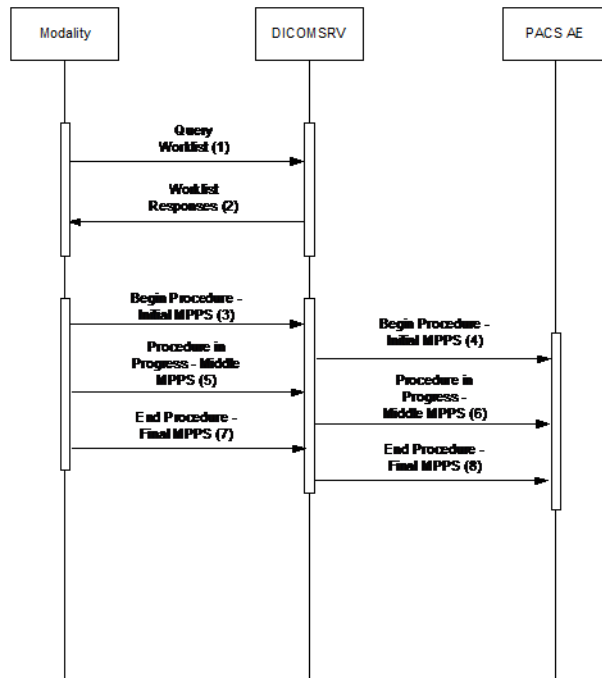 Modality
DICOMSRV
PACS AE
Query
Worklist (1)
Worklist
Responses (2)
Begin Procedure -
Initial MPPS (3)
Begin Procedure -
Initial MPPS (4)
Procedure in
Progress - Middle
MPPS (5)
Procedure in
Progress -
Middle MPPS (6)
End Procedure -
Final MPPS (7)
End Procedure -
Final MPPS (8)